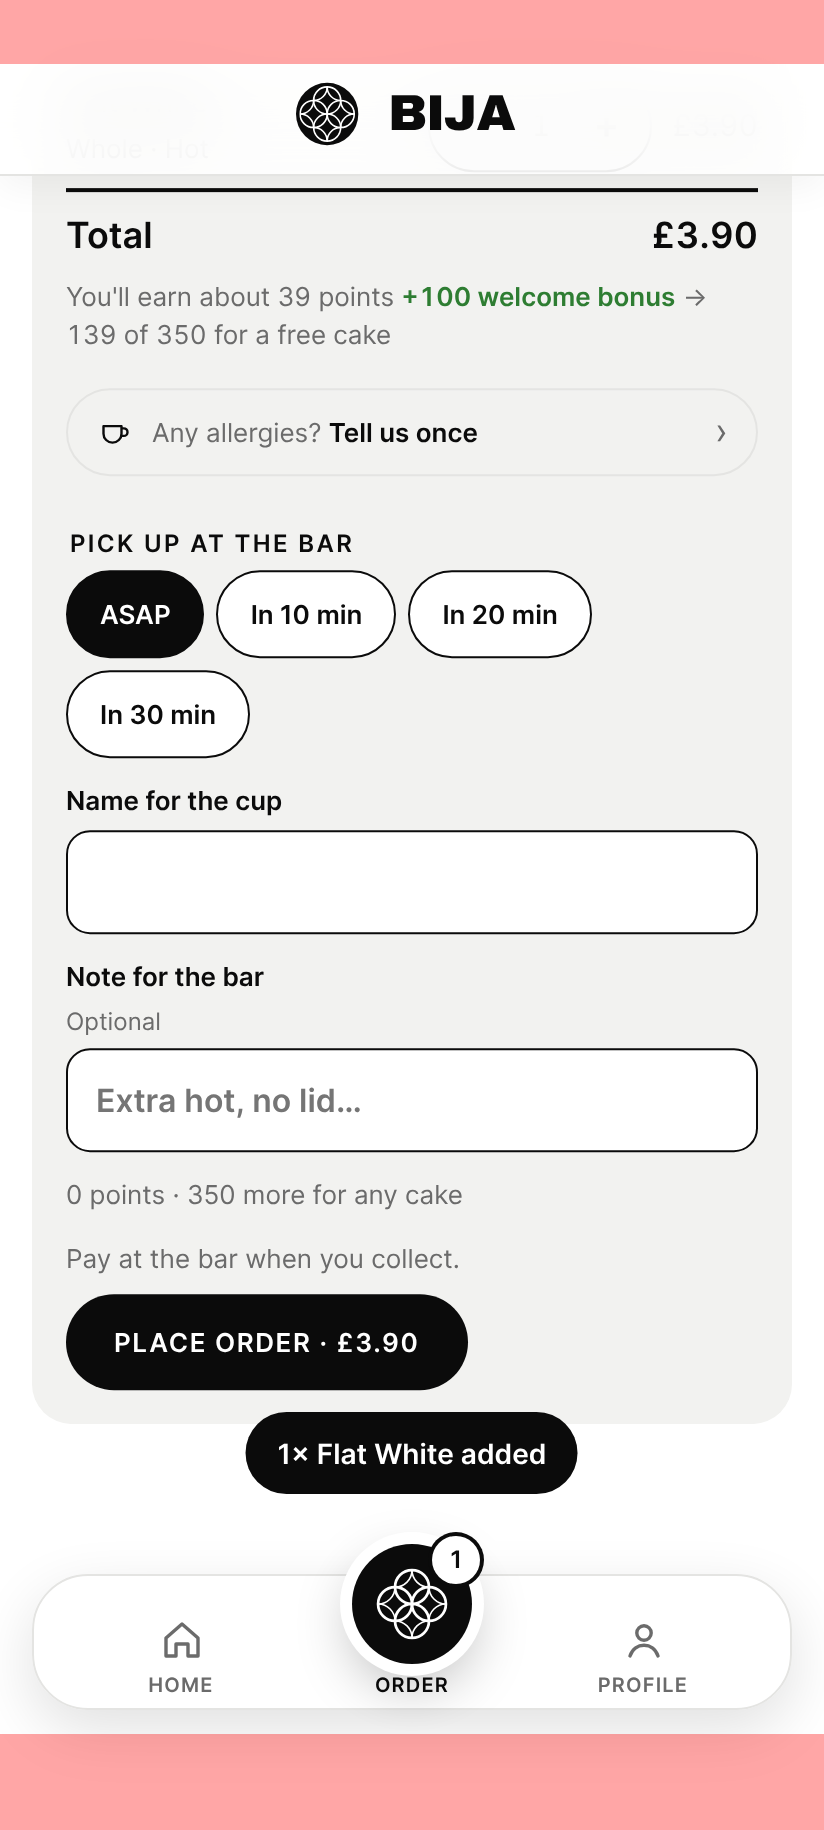 BIJA
Whole · Hot
£3.90
Total £3.90
You'll earn about 39 points +100 welcome bonus →
139 of 350 for a free cake
Any allergies? Tell us once ›
PICK UP AT THE BAR
ASAP In 10 min In 20 min
In 30 min
Name for the cup
Note for the bar
Optional
Extra hot, no lid...
0 points · 350 more for any cake
Pay at the bar when you collect.
PLACE ORDER · £3.90
1× Flat White added
1
HOME ORDER PROFILE